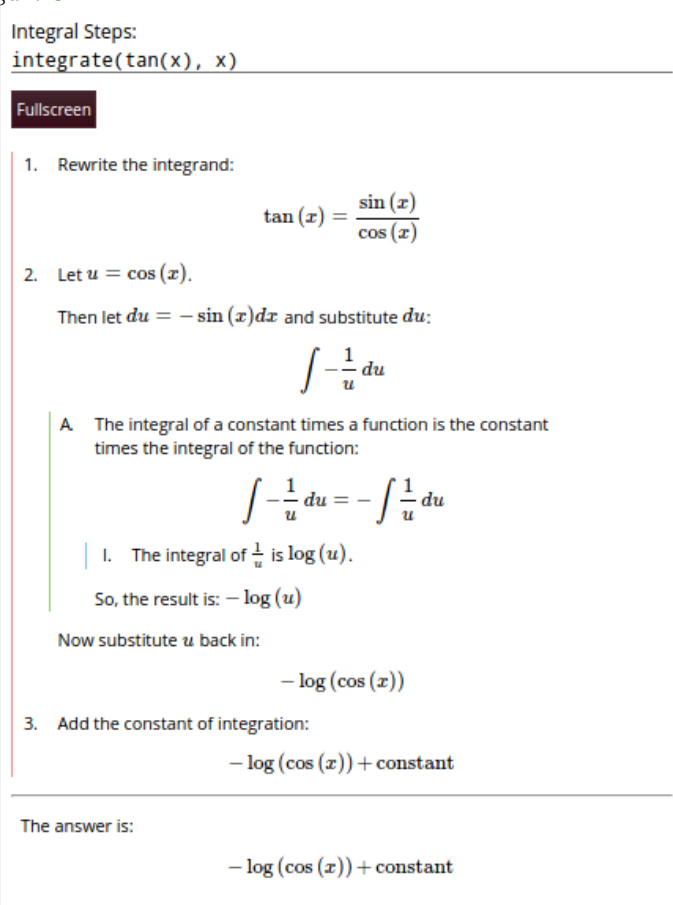 Integral Steps:
integrate(tan(x), x)
Fullscreen
1. Rewrite the integrand:
tan (x) = sin (x) / cos (x)
2. Let u = cos (x).
Then let du = − sin (x)dx and substitute du:
∫ −1/u du
A. The integral of a constant times a function is the constant
times the integral of the function:
∫ −1/u du = − ∫ 1/u du
I. The integral of 1/u is log (u).
So, the result is: − log (u)
Now substitute u back in:
− log (cos (x))
3. Add the constant of integration:
− log (cos (x)) + constant
The answer is:
− log (cos (x)) + constant